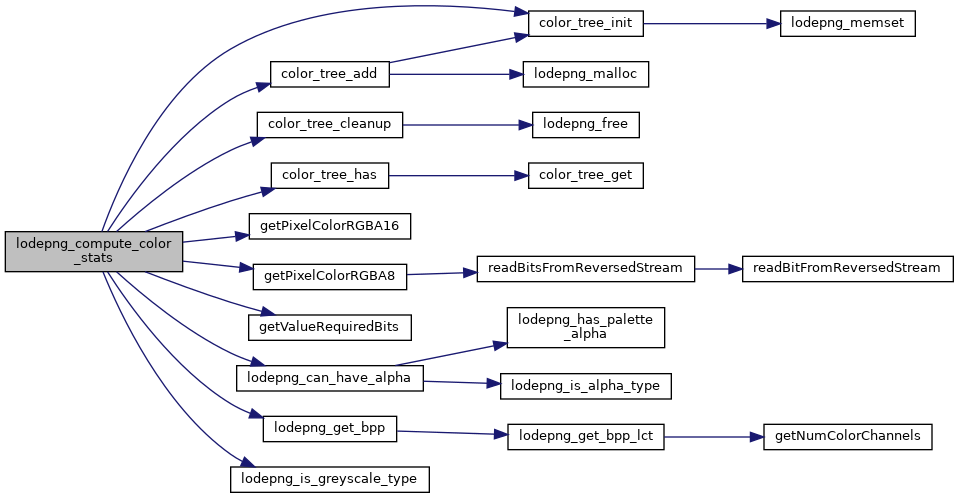 color_tree_init
lodepng_memset
color_tree_add
lodepng_malloc
color_tree_cleanup
lodepng_free
color_tree_has
color_tree_get
getPixelColorRGBA16
lodepng_compute_color
_stats
getPixelColorRGBA8
readBitsFromReversedStream
readBitFromReversedStream
getValueRequiredBits
lodepng_has_palette
_alpha
lodepng_can_have_alpha
lodepng_is_alpha_type
lodepng_get_bpp
lodepng_get_bpp_lct
getNumColorChannels
lodepng_is_greyscale_type